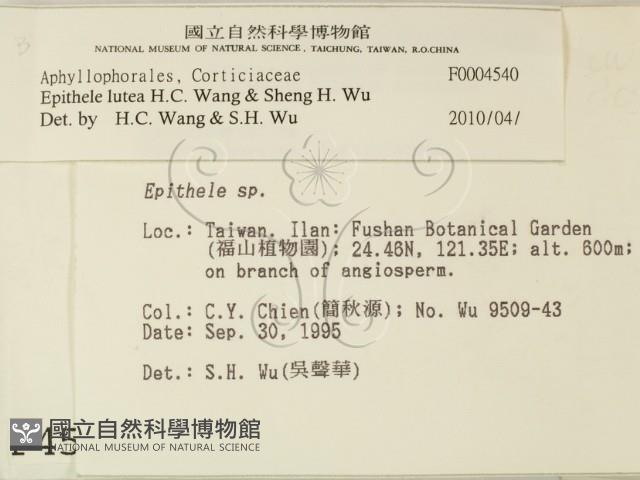 國立自然科學博物館
NATIONAL MUSEUM OF NATURAL SCIENCE, TAICHUNG, TAIWAN, R.O.CHINA
Aphyllophorales, Corticiaceae F0004540
Epithele lutea H.C. Wang & Sheng H. Wu
Det. by H.C. Wang & S.H. Wu 2010/04/
Epithele sp.
Loc.: Taiwan. Ilan: Fushan Botanical Garden
(福山植物園); 24.46N, 121.35E; alt. 600m;
on branch of angiosperm.
Col.: C.Y. Chien(簡秋源); No. Wu 9509-43
Date: Sep. 30, 1995
Det.: S.H. Wu(吳聲華)
國立自然科學博物館
NATIONAL MUSEUM OF NATURAL SCIENCE